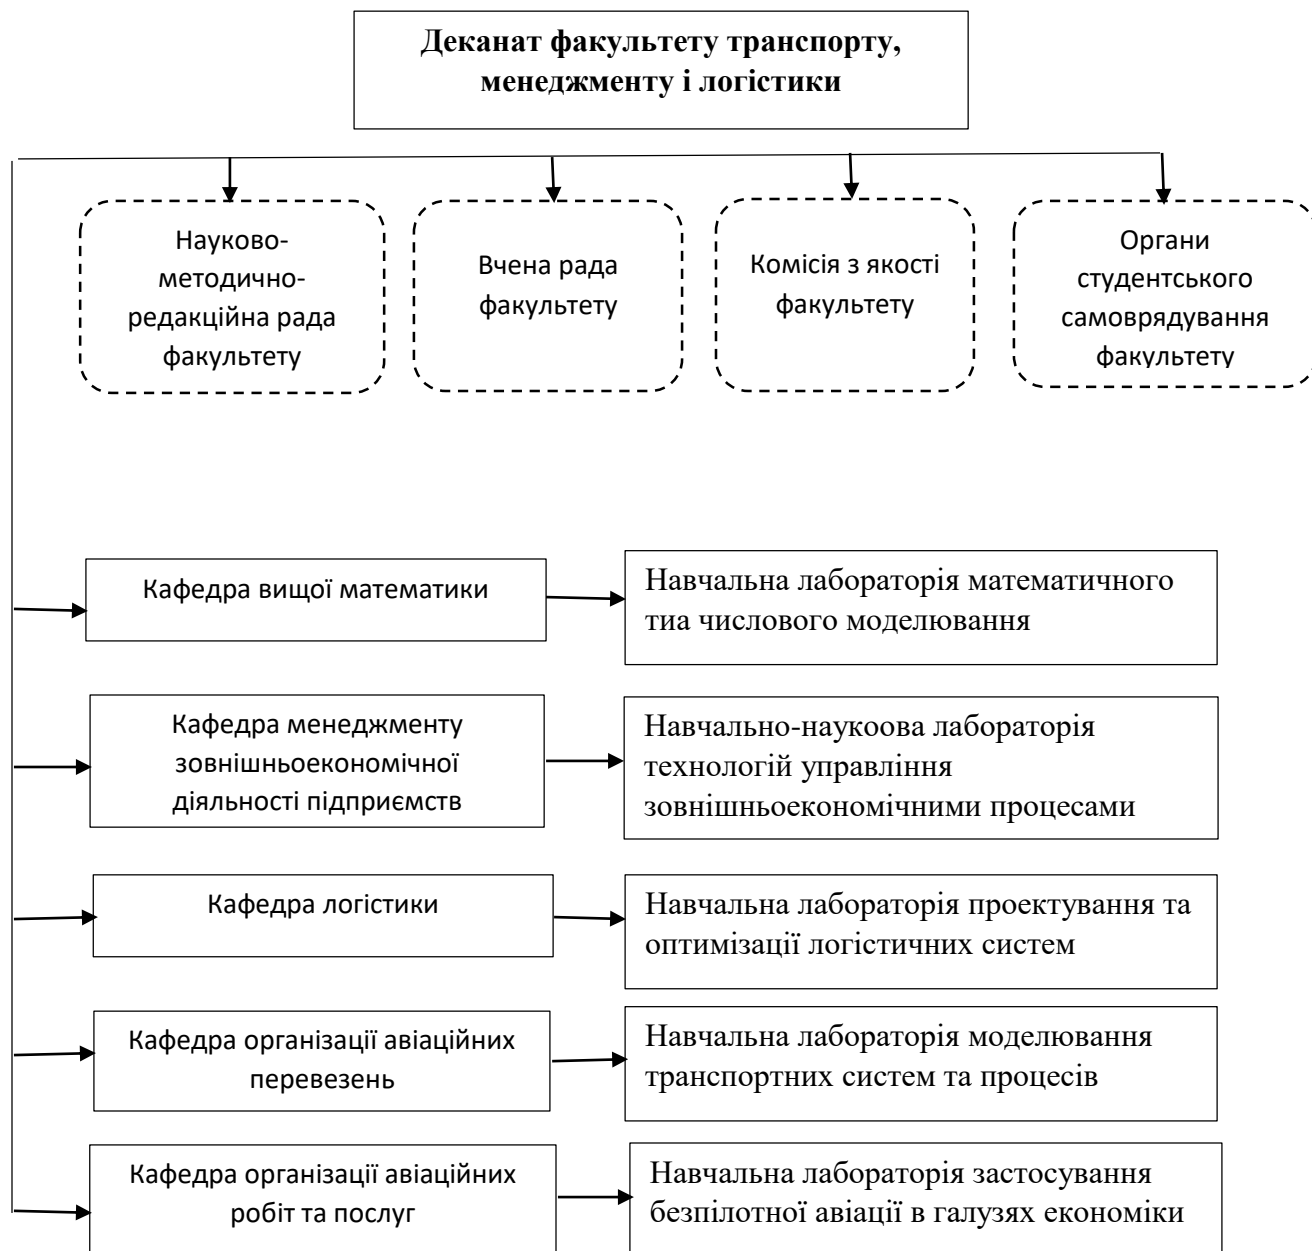 Деканат факультету транспорту,
менеджменту і логістики
Науково-
методично-
редакційна рада
факультету
Вчена рада
факультету
Комісія з якості
факультету
Органи
студентського
самоврядування
факультету
Кафедра вищої математики
Навчальна лабораторія математичного
тиа числового моделювання
Кафедра менеджменту
зовнішньоекономічної
діяльності підприємств
Навчально-наукоова лабораторія
технологій управління
зовнішньоекономічними процесами
Кафедра логістики
Навчальна лабораторія проектування та
оптимізації логістичних систем
Кафедра організації авіаційних
перевезень
Навчальна лабораторія моделювання
транспортних систем та процесів
Кафедра організації авіаційних
робіт та послуг
Навчальна лабораторія застосування
безпілотної авіації в галузях економіки